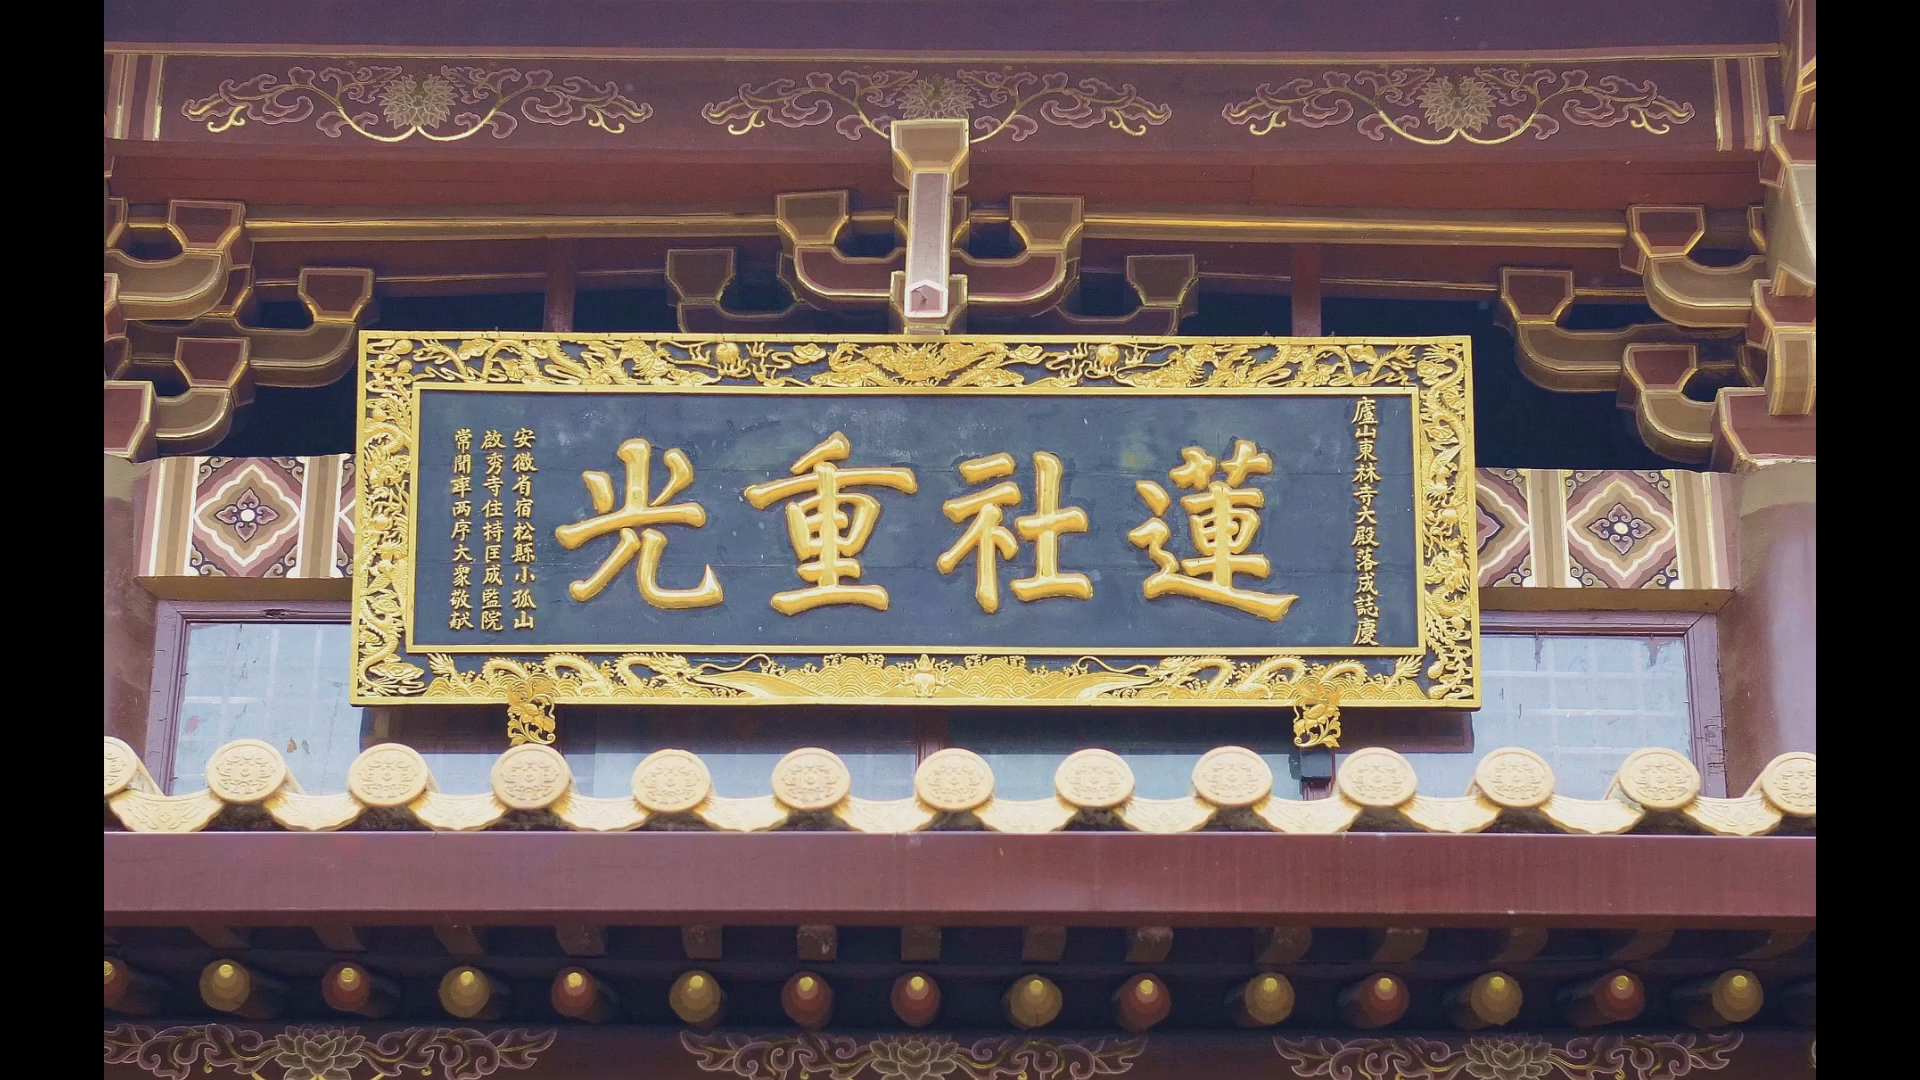 廬山東林寺大殿落成誌慶
蓮社重光
安徽省宿松縣小孤山
啟秀寺住持匡成監院
常聞率两序大衆敬献